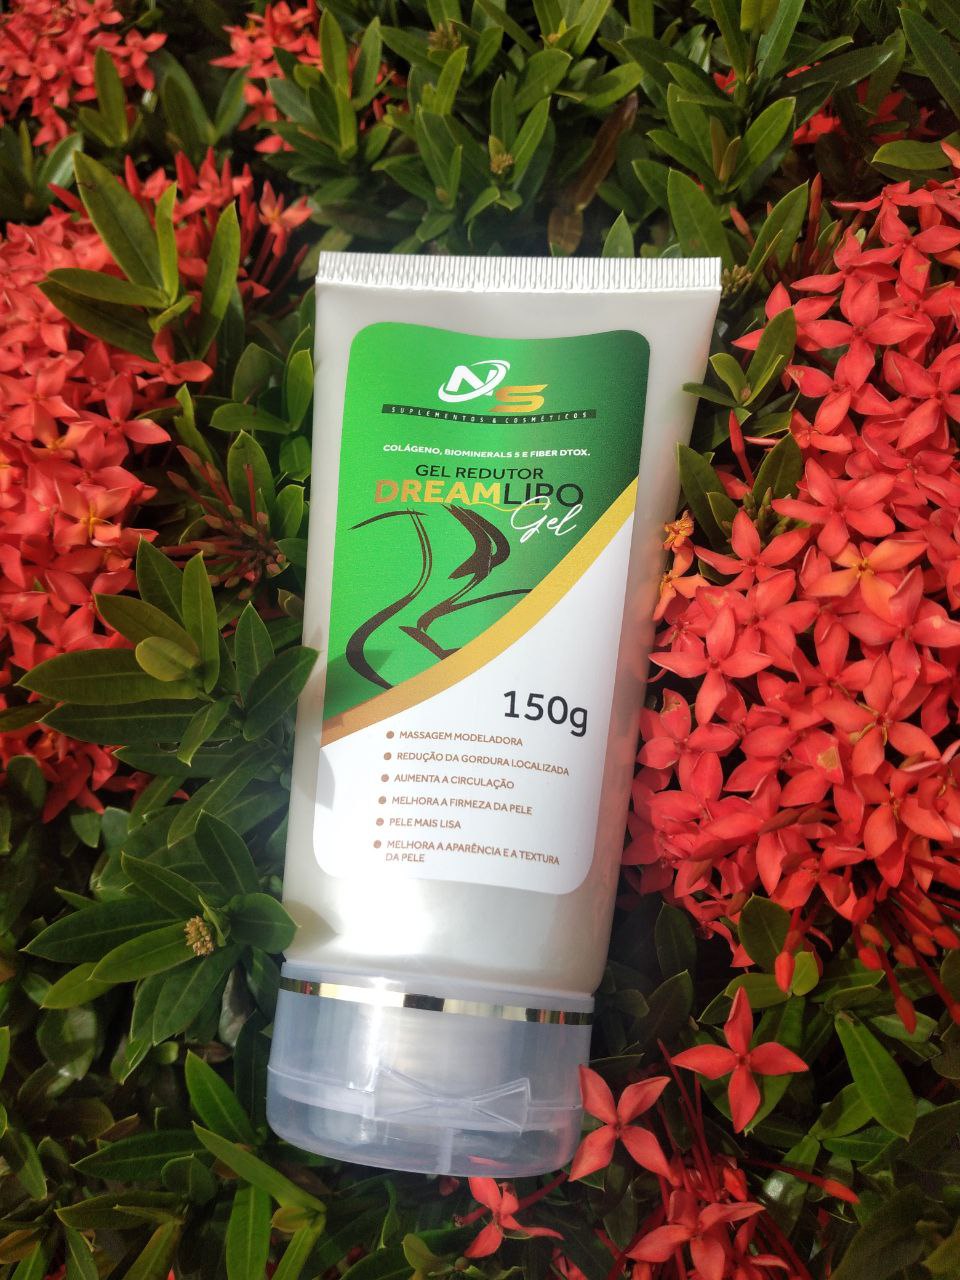 NS
SUPLEMENTOS & COSMÉTICOS
COLÁGENO, BIOMINERALS 5 E FIBER DTOX.
GEL REDUTOR
DREAMLIPO
Gel
150g
MASSAGEM MODELADORA
REDUÇÃO DA GORDURA LOCALIZADA
AUMENTA A CIRCULAÇÃO
MELHORA A FIRMEZA DA PELE
PELE MAIS LISA
MELHORA A APARÊNCIA E A TEXTURA
DA PELE